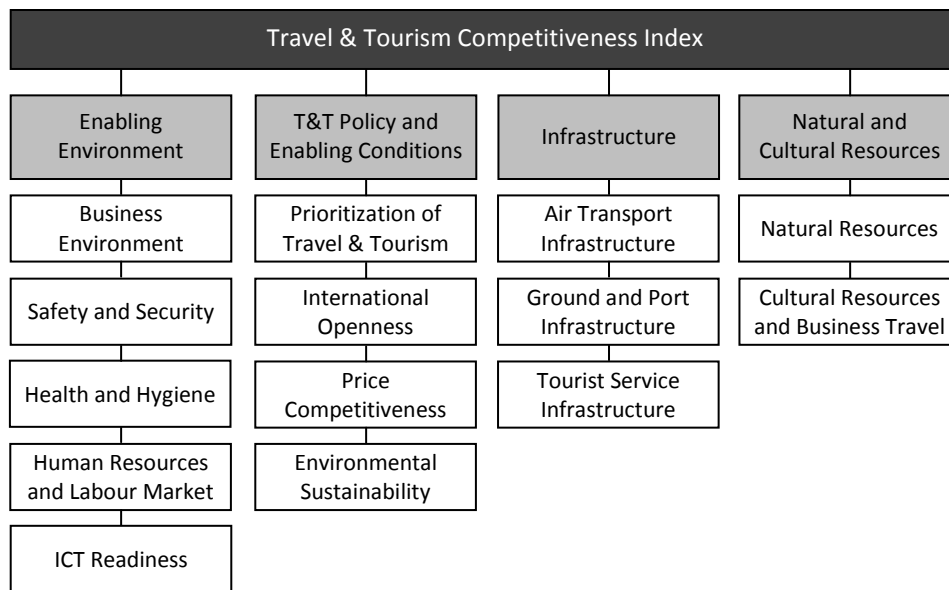 Travel & Tourism Competitiveness Index
Enabling
Environment
Business
Environment
Safety and Security
Health and Hygiene
Human Resources
and Labour Market
ICT Readiness
T&T Policy and
Enabling Conditions
Prioritization of
Travel & Tourism
International
Openness
Price
Competitiveness
Environmental
Sustainability
Infrastructure
Air Transport
Infrastructure
Ground and Port
Infrastructure
Tourist Service
Infrastructure
Natural and
Cultural Resources
Natural Resources
Cultural Resources
and Business Travel